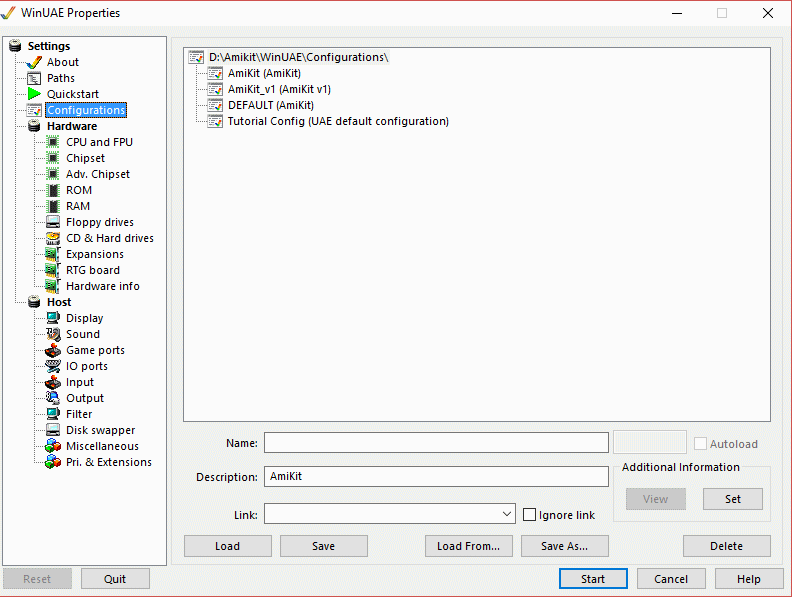 WinUAE Properties
Settings
About
Paths
Quickstart
Configurations
Hardware
CPU and FPU
Chipset
Adv. Chipset
ROM
RAM
Floppy drives
CD & Hard drives
Expansions
RTG board
Hardware info
Host
Display
Sound
Game ports
IO ports
Input
Output
Filter
Disk swapper
Miscellaneous
Pri. & Extensions
D:\Amikit\WinUAE\Configurations\
AmiKit (AmiKit)
AmiKit_v1 (AmiKit v1)
DEFAULT (AmiKit)
Tutorial Config (UAE default configuration)
Name:
Autoload
Description: AmiKit
Additional Information
View Set
Link:
Ignore link
Load Save Load From... Save As... Delete
Reset Quit Start Cancel Help